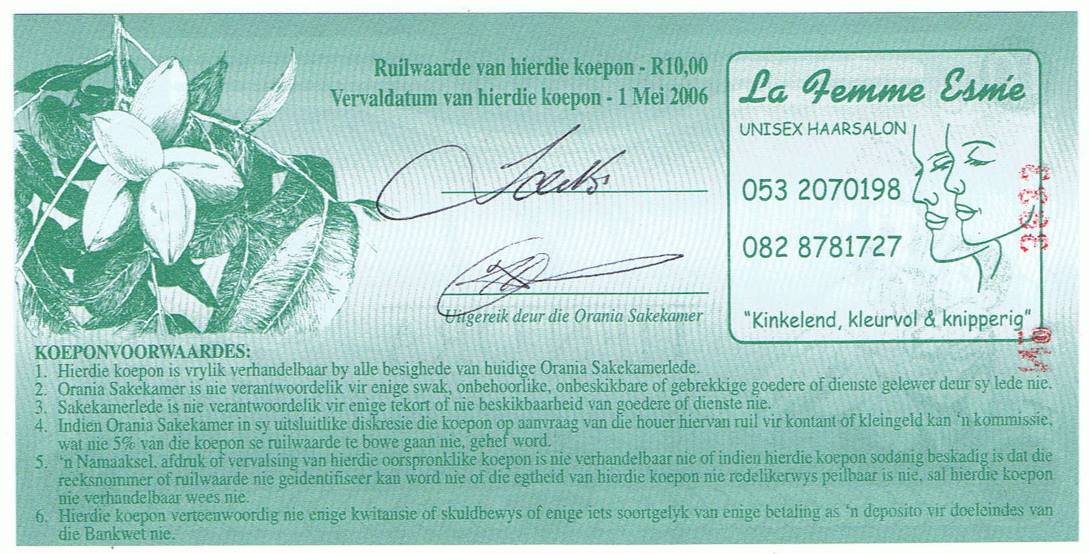 Ruilwaarde van hierdie koepon - R10,00
Vervaldatum van hierdie koepon - 1 Mei 2006
Uitgereik deur die Orania Sakekamer
La Femme Esmé
UNISEX HAARSALON
053 2070198
082 8781727
"Kinkelend, kleurvol & knipperig"
KOEPONVOORWAARDES:
1. Hierdie koepon is vrylik verhandelbaar by alle besighede van huidige Orania Sakekamerlede.
2. Orania Sakekamer is nie verantwoordelik vir enige swak, onbehoorlike, onbeskikbare of gebrekkige goedere of dienste gelewer deur sy lede nie.
3. Sakekamerlede is nie verantwoordelik vir enige tekort of nie beskikbaarheid van goedere of dienste nie.
4. Indien Orania Sakekamer in sy uitsluitlike diskresie die koepon op aanvraag van die houer hiervan ruil vir kontant of kleingeld kan 'n kommissie,
wat nie 5% van die koepon se ruilwaarde te bowe gaan nie, gehef word.
5. 'n Namaaksel, afdruk of vervalsing van hierdie oorspronklike koepon is nie verhandelbaar nie of indien hierdie koepon sodanig beskadig is dat die
reeksnommer of ruilwaarde nie geidentifiseer kan word nie of die egtheid van hierdie koepon nie redelikerwys peilbaar is nie, sal hierdie koepon
nie verhandelbaar wees nie.
6. Hierdie koepon verteenwoordig nie enige kwitansie of skuldbewys of enige iets soortgelyk van enige betaling as 'n deposito vir doeleindes van
die Bankwet nie.